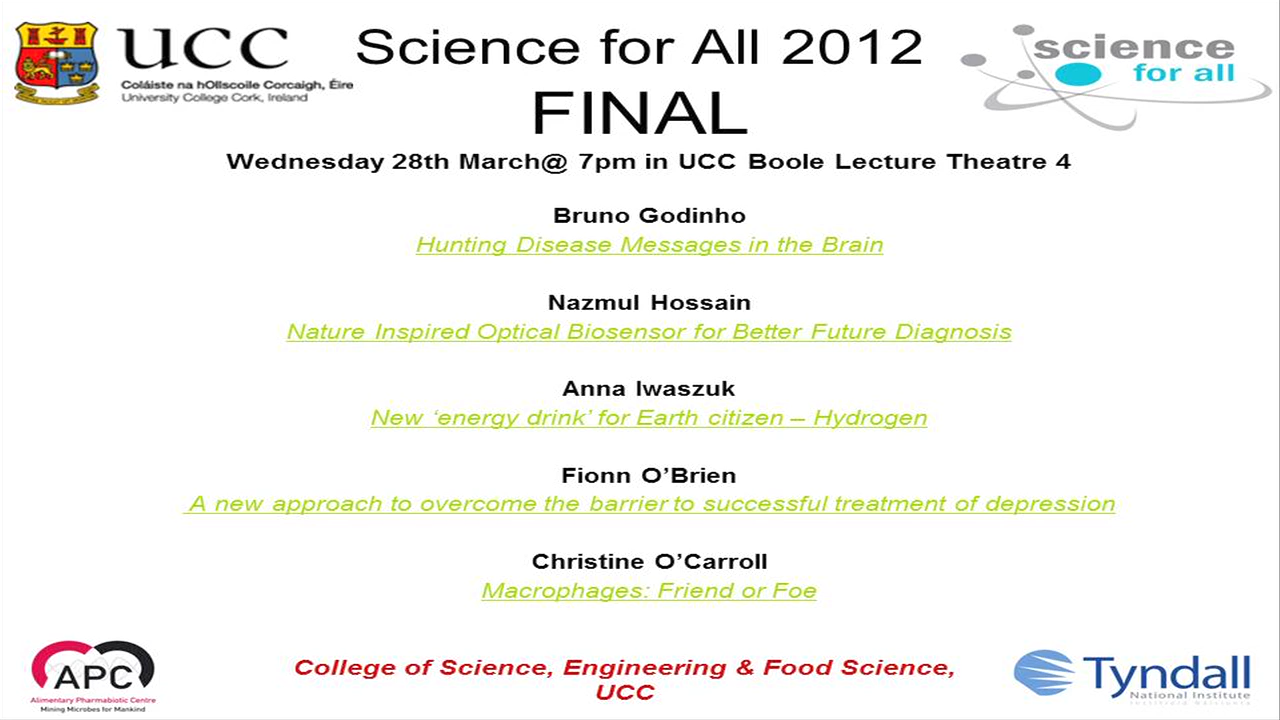 UCC
Coláiste na hOllscoile Corcaigh, Éire
University College Cork, Ireland
Science for All 2012
FINAL
science
for all
Wednesday 28th March@ 7pm in UCC Boole Lecture Theatre 4
Bruno Godinho
Hunting Disease Messages in the Brain
Nazmul Hossain
Nature Inspired Optical Biosensor for Better Future Diagnosis
Anna Iwaszuk
New ‘energy drink’ for Earth citizen – Hydrogen
Fionn O’Brien
A new approach to overcome the barrier to successful treatment of depression
Christine O’Carroll
Macrophages: Friend or Foe
APC
Alimentary Pharmabiotic Centre
Mining Microbes for Mankind
College of Science, Engineering & Food Science,
UCC
Tyndall
National Institute